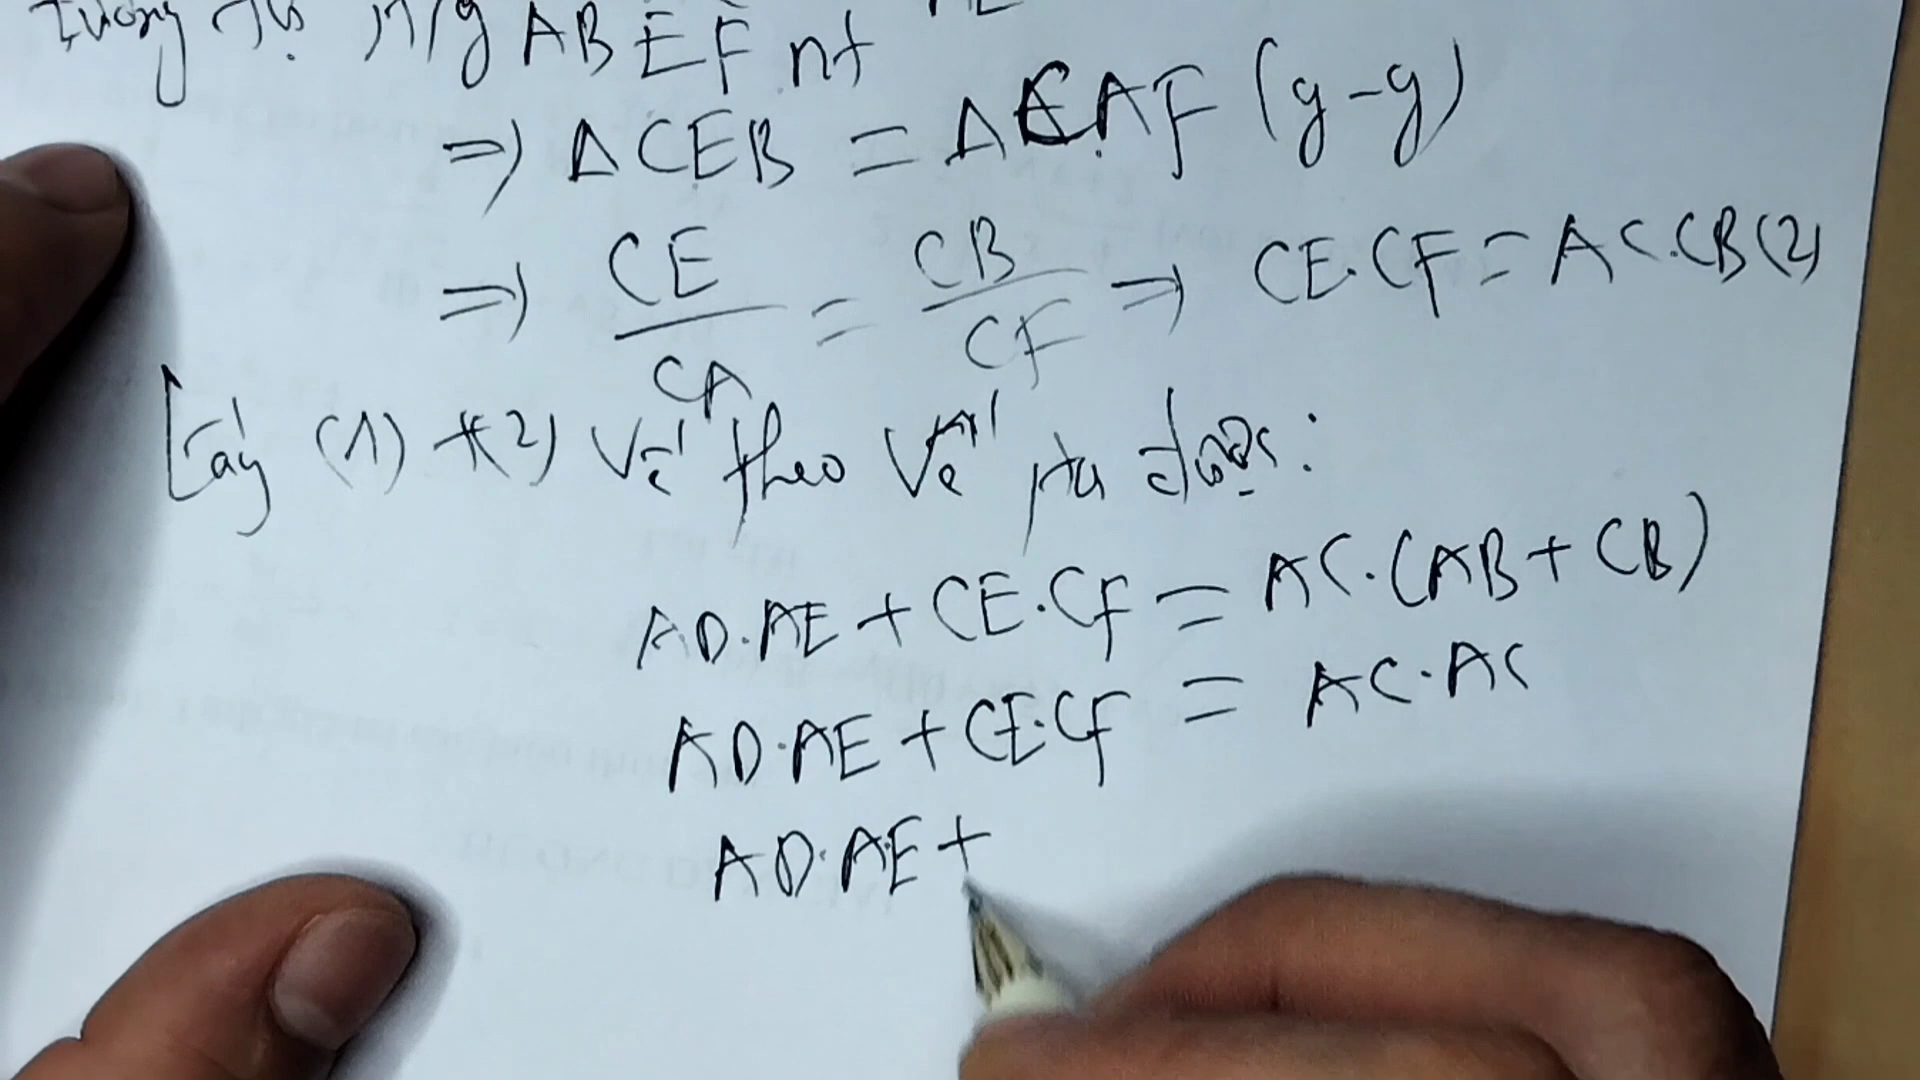 Tương tự t/g ABEF nt
=> ΔCEB = ΔCAF (g-g)
=> CE/CA = CB/CF => CE.CF = AC.CB (2)
Lấy (1) + (2) vế theo vế ta được:
AD.AE + CE.CF = AC.(AB + CB)
AD.AE + CE.CF = AC.AC
AD.AE +